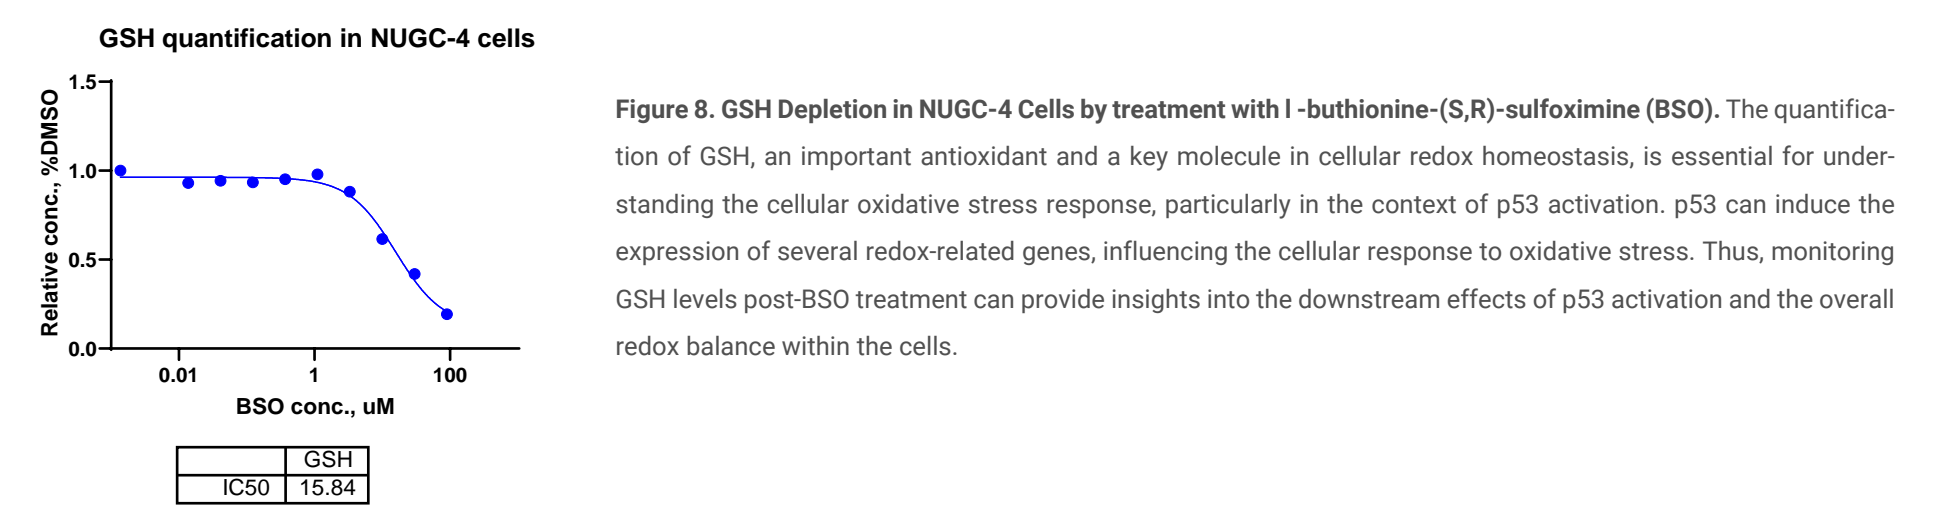 GSH quantification in NUGC-4 cells
1.5
1.0
0.5
0.0
Relative conc., %DMSO
0.01 1 100
BSO conc., uM
GSH
IC50 15.84
Figure 8. GSH Depletion in NUGC-4 Cells by treatment with l -buthionine-(S,R)-sulfoximine (BSO). The quantifica-
tion of GSH, an important antioxidant and a key molecule in cellular redox homeostasis, is essential for under-
standing the cellular oxidative stress response, particularly in the context of p53 activation. p53 can induce the
expression of several redox-related genes, influencing the cellular response to oxidative stress. Thus, monitoring
GSH levels post-BSO treatment can provide insights into the downstream effects of p53 activation and the overall
redox balance within the cells.